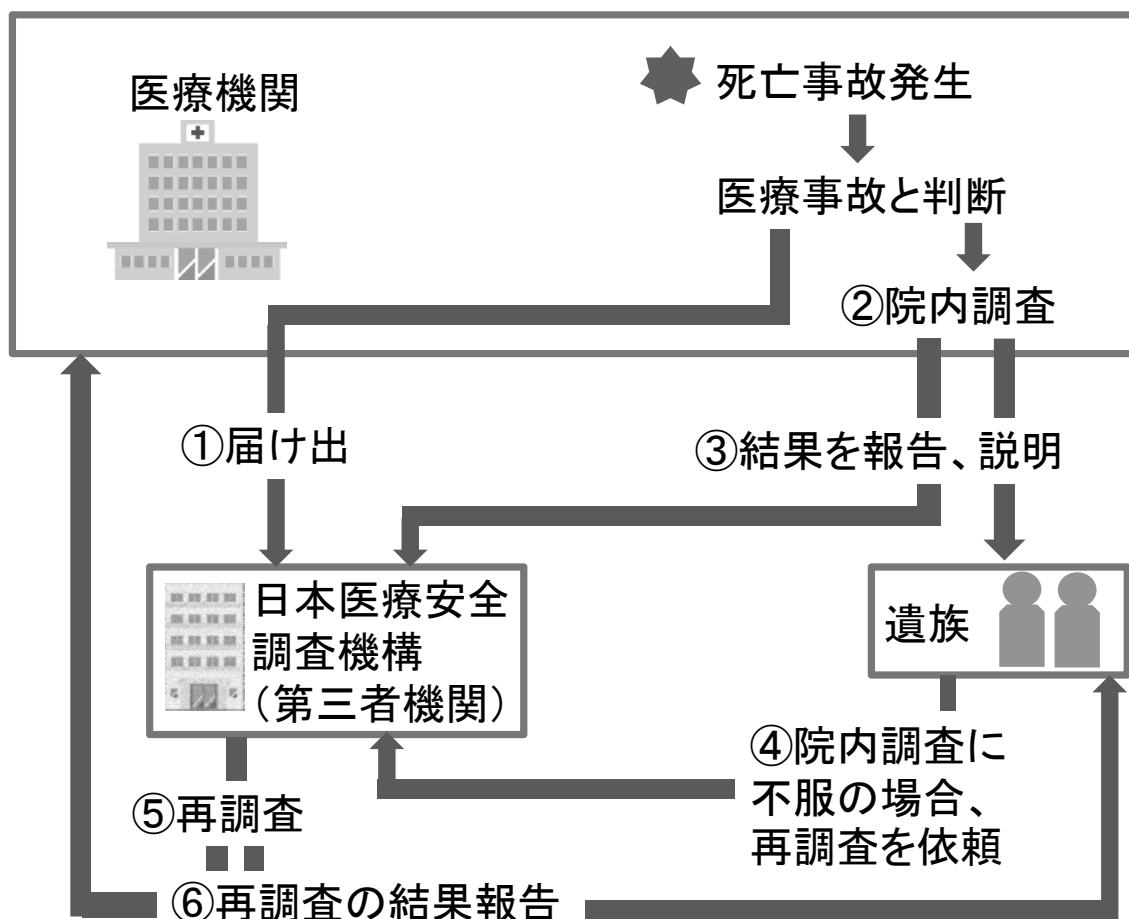 医療機関
死亡事故発生
医療事故と判断
②院内調査
①届け出
③結果を報告、説明
日本医療安全
調査機構
（第三者機関）
遺族
④院内調査に
不服の場合、
再調査を依頼
⑤再調査
⑥再調査の結果報告